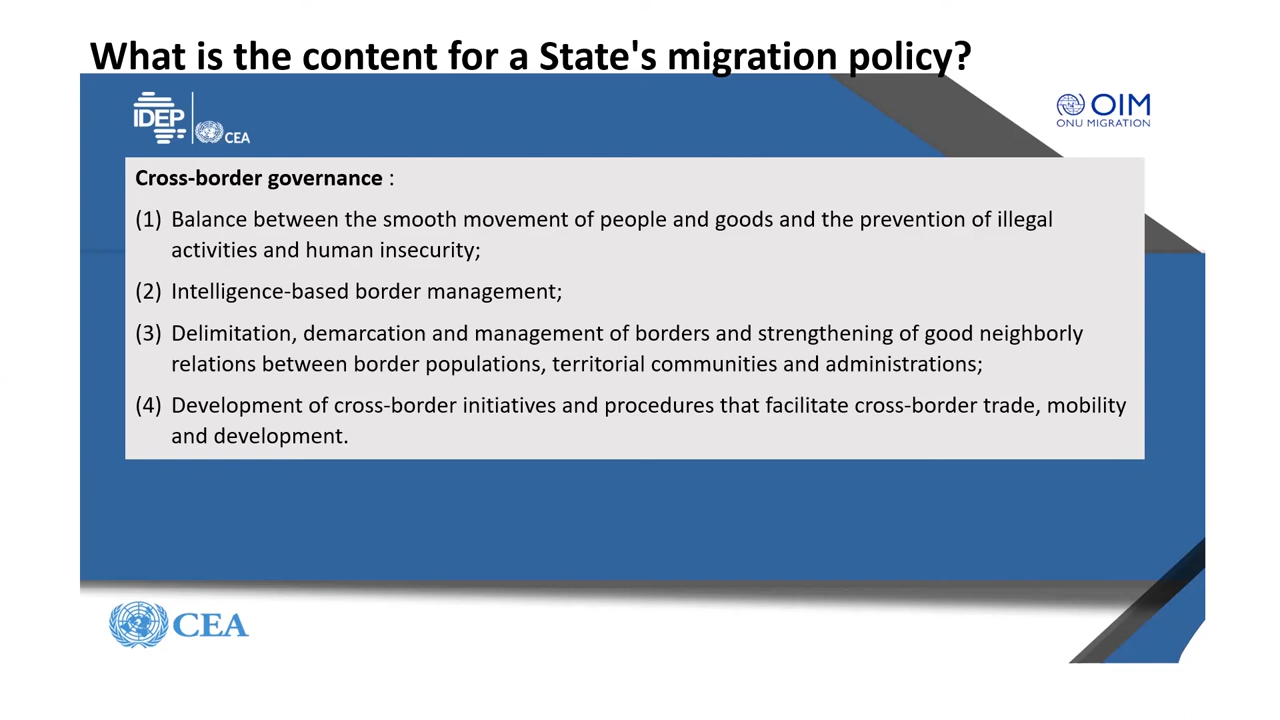 What is the content for a State's migration policy?
IDEP
CEA
OIM
ONU MIGRATION
Cross-border governance :
(1) Balance between the smooth movement of people and goods and the prevention of illegal
activities and human insecurity;
(2) Intelligence-based border management;
(3) Delimitation, demarcation and management of borders and strengthening of good neighborly
relations between border populations, territorial communities and administrations;
(4) Development of cross-border initiatives and procedures that facilitate cross-border trade, mobility
and development.
CEA